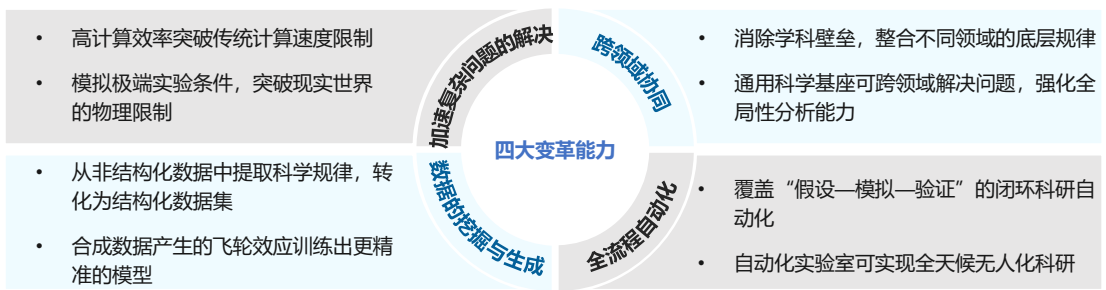 • 高计算效率突破传统计算速度限制
• 模拟极端实验条件，突破现实世界
的物理限制
加速复杂问题的解决
跨领域协同
• 消除学科壁垒，整合不同领域的底层规律
• 通用科学基座可跨领域解决问题，强化全
局性分析能力
四大变革能力
• 从非结构化数据中提取科学规律，转
化为结构化数据集
• 合成数据产生的飞轮效应训练出更精
准的模型
数据的挖掘与生成
全流程自动化
• 覆盖“假设—模拟—验证”的闭环科研自
动化
• 自动化实验室可实现全天候无人化科研